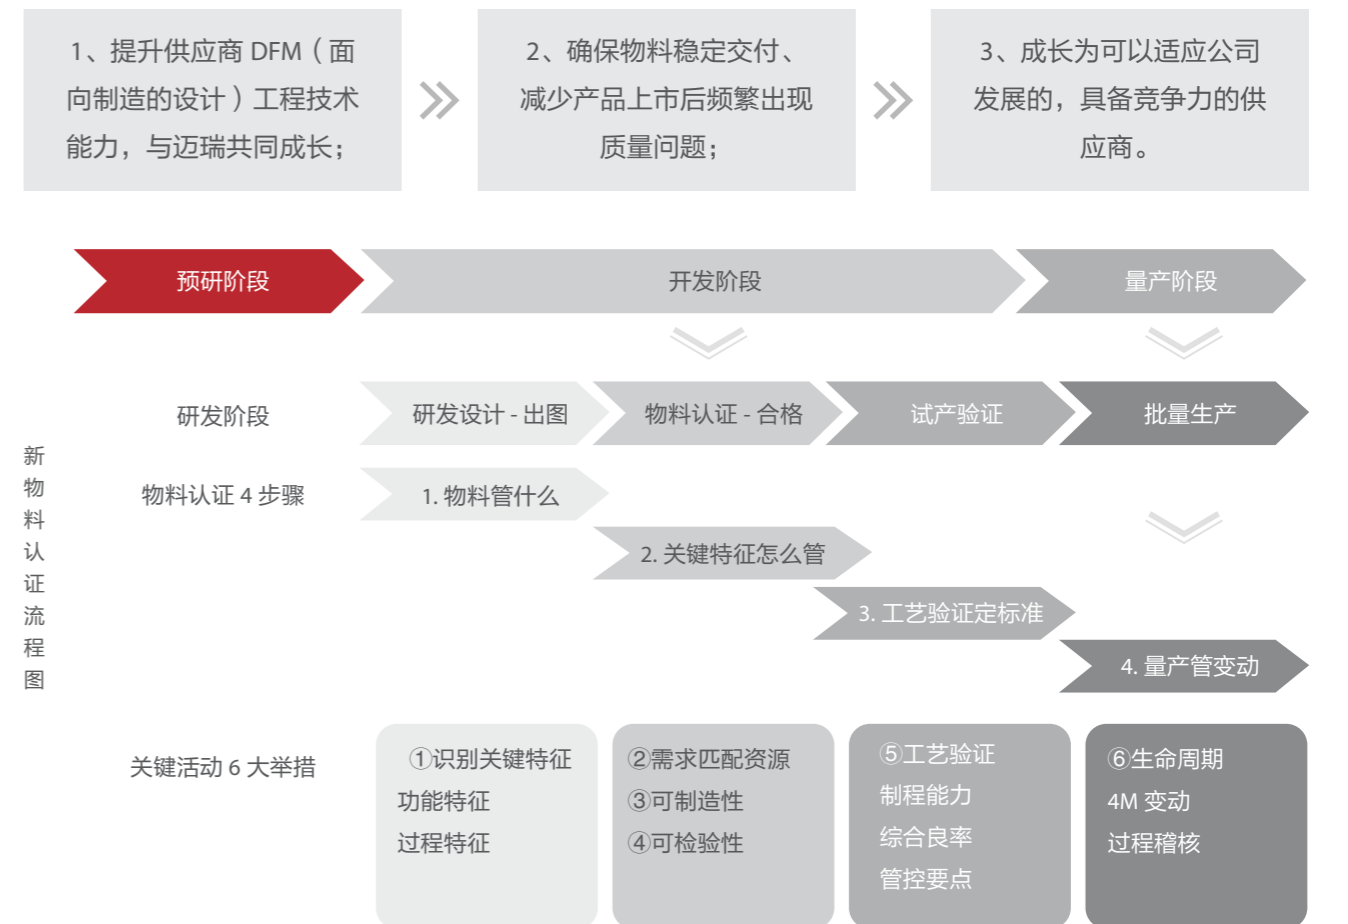 1、提升供应商 DFM（面
向制造的设计）工程技术
能力，与迈瑞共同成长；
2、确保物料稳定交付、
减少产品上市后频繁出现
质量问题；
3、成长为可以适应公司
发展的，具备竞争力的供
应商。
预研阶段
开发阶段
量产阶段
新物料认证流程图
研发阶段
研发设计 - 出图
物料认证 - 合格
试产验证
批量生产
物料认证 4 步骤
1. 物料管什么
2. 关键特征怎么管
3. 工艺验证定标准
4. 量产管变动
关键活动 6 大举措
①识别关键特征
功能特征
过程特征
②需求匹配资源
③可制造性
④可检验性
⑤工艺验证
制程能力
综合良率
管控要点
⑥生命周期
4M 变动
过程稽核